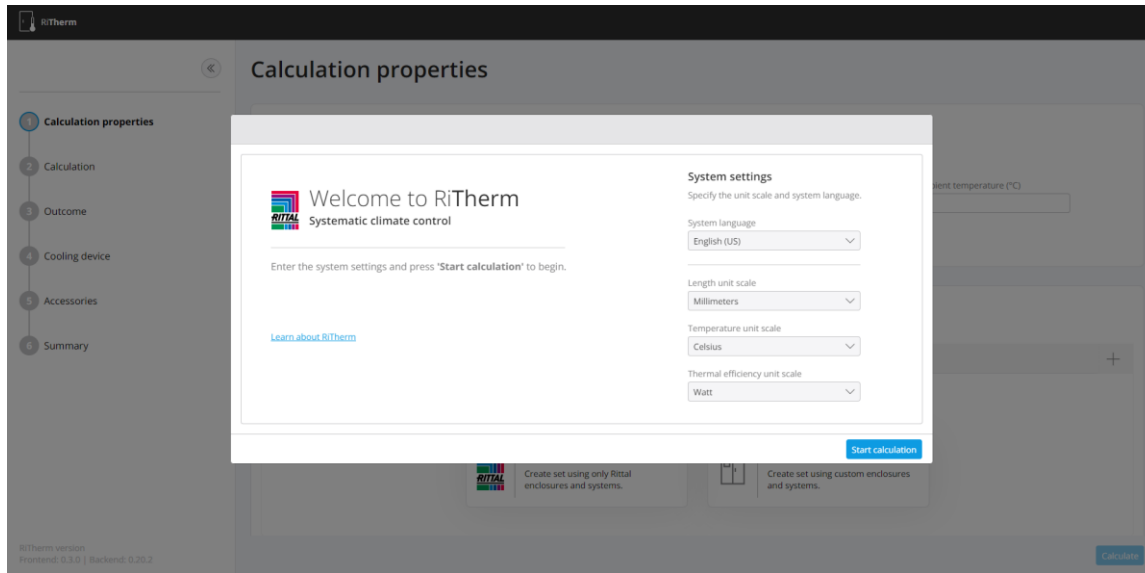 RiTherm
Calculation properties
1 Calculation properties
2 Calculation
3 Outcome
4 Cooling device
5 Accessories
6 Summary
RiTherm version
Frontend: 0.3.0 | Backend: 0.20.2
RITTAL
Welcome to RiTherm
Systematic climate control
Enter the system settings and press 'Start calculation' to begin.
Learn about RiTherm
System settings
Specify the unit scale and system language.
System language
English (US)
Length unit scale
Millimeters
Temperature unit scale
Celsius
Thermal efficiency unit scale
Watt
Start calculation
temperature (°C)
RITTAL
Create set using only Rittal
enclosures and systems.
Create set using custom enclosures
and systems.
Calculate